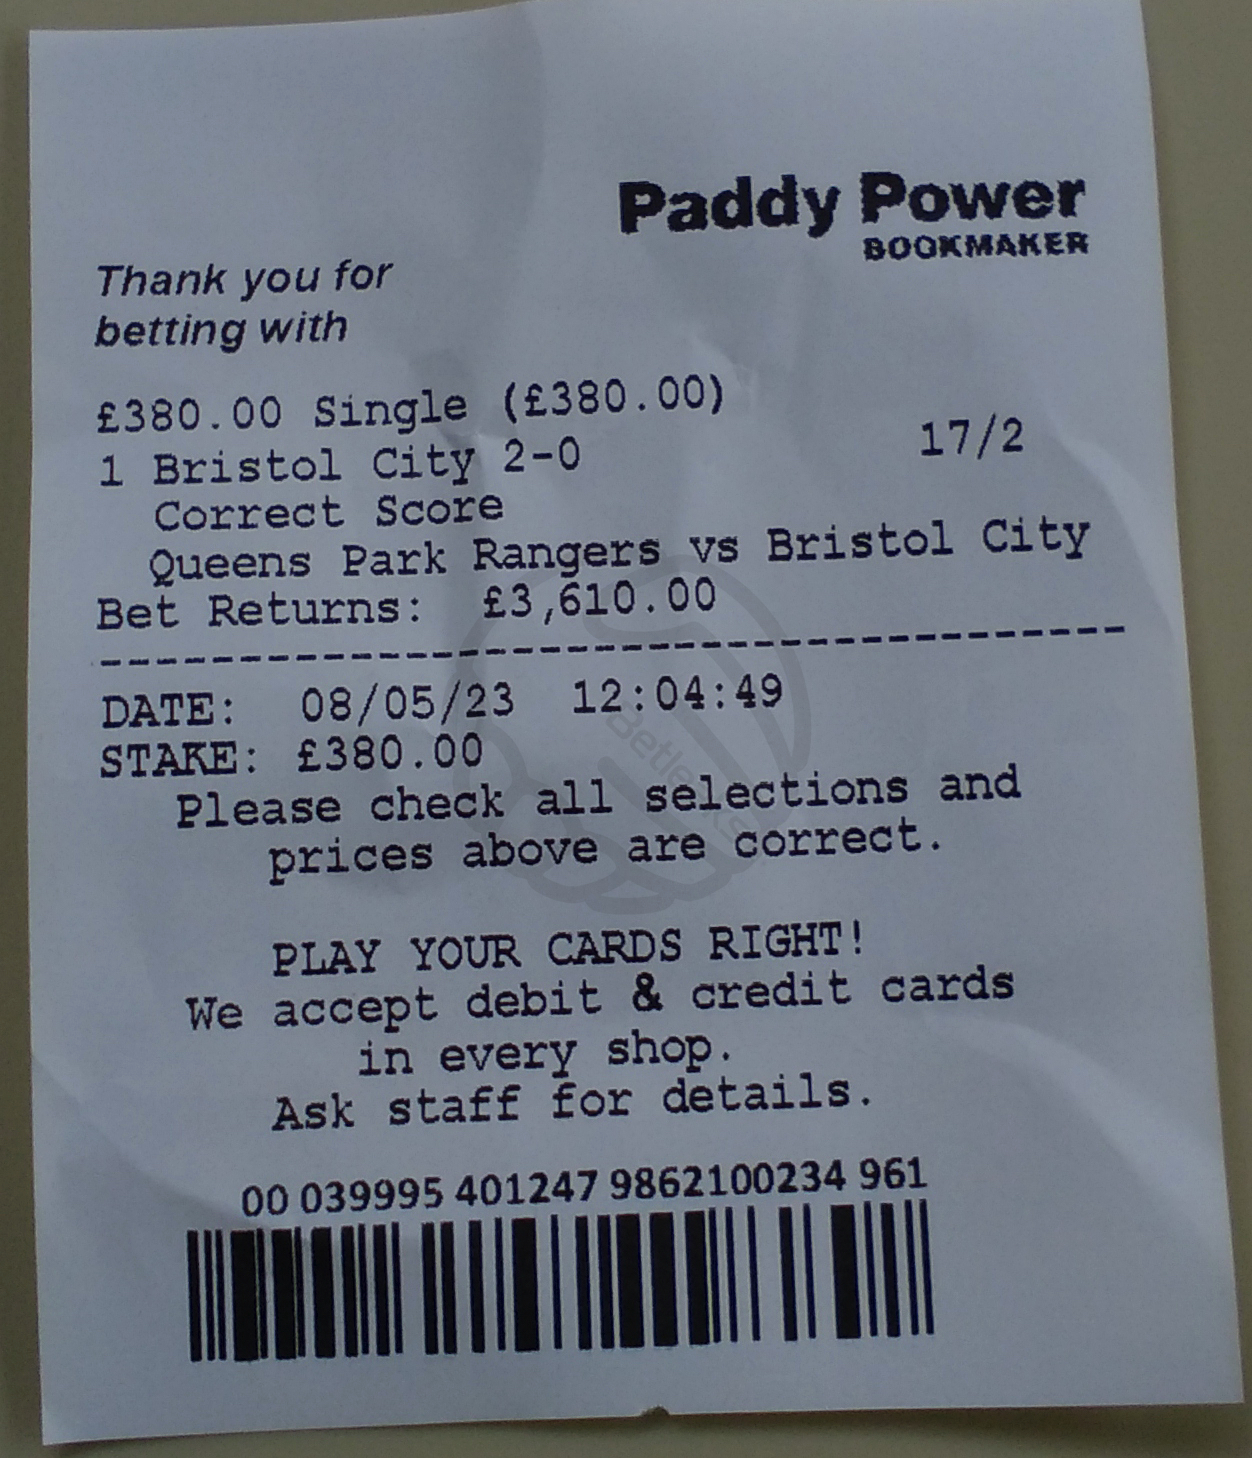 Paddy Power
BOOKMAKER
Thank you for
betting with
£380.00 Single (£380.00)
1 Bristol City 2-0 17/2
Correct Score
Queens Park Rangers vs Bristol City
Bet Returns: £3,610.00
DATE: 08/05/23 12:04:49
STAKE: £380.00
Please check all selections and
prices above are correct.
PLAY YOUR CARDS RIGHT!
We accept debit & credit cards
in every shop.
Ask staff for details.
00 039995 401247 9862100234 961